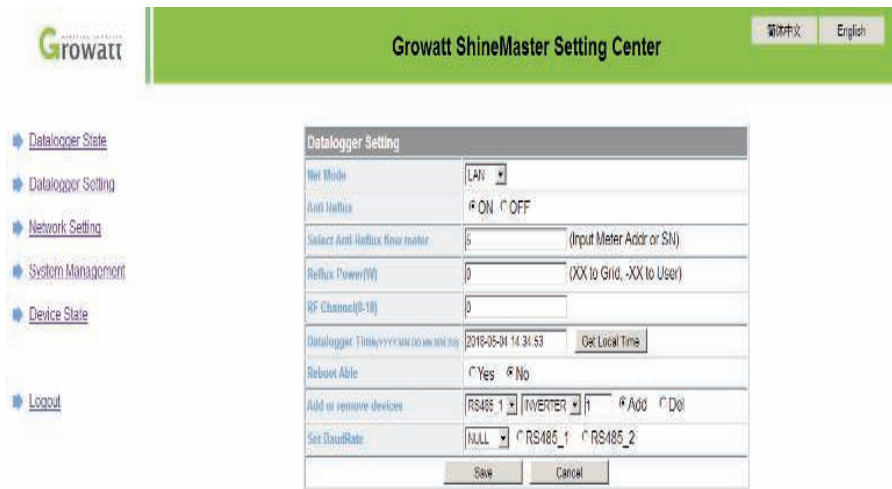 Growatt
Growatt ShineMaster Setting Center
简体中文 English
Datalogger State
Datalogger Setting
Network Setting
System Management
Device State
Logout
Datalogger Setting
Net Mode LAN
Anti Reflux ON OFF
Select Anti-Reflux flow meter 5 (Input Meter Addr or SN)
Reflux Power(W) 0 (XX to Grid, -XX to User)
RF Channel(0-18) 0
Datalogger Time 2018-05-04 14:34:53 Get Local Time
Reboot Able Yes No
Add or remove devices RS485_1 INVERTER 1 Add Del
Set BaudRate NULL RS485_1 RS485_2
Save Cancel